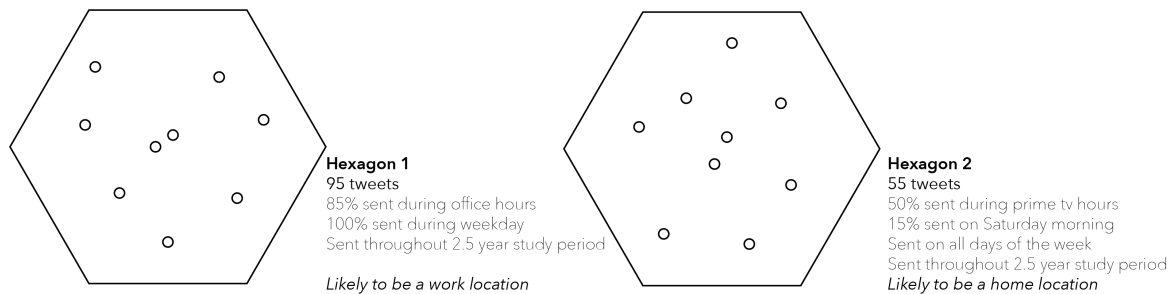 Hexagon 1
95 tweets
85% sent during office hours
100% sent during weekday
Sent throughout 2.5 year study period
Likely to be a work location
Hexagon 2
55 tweets
50% sent during prime tv hours
15% sent on Saturday morning
Sent on all days of the week
Sent throughout 2.5 year study period
Likely to be a home location